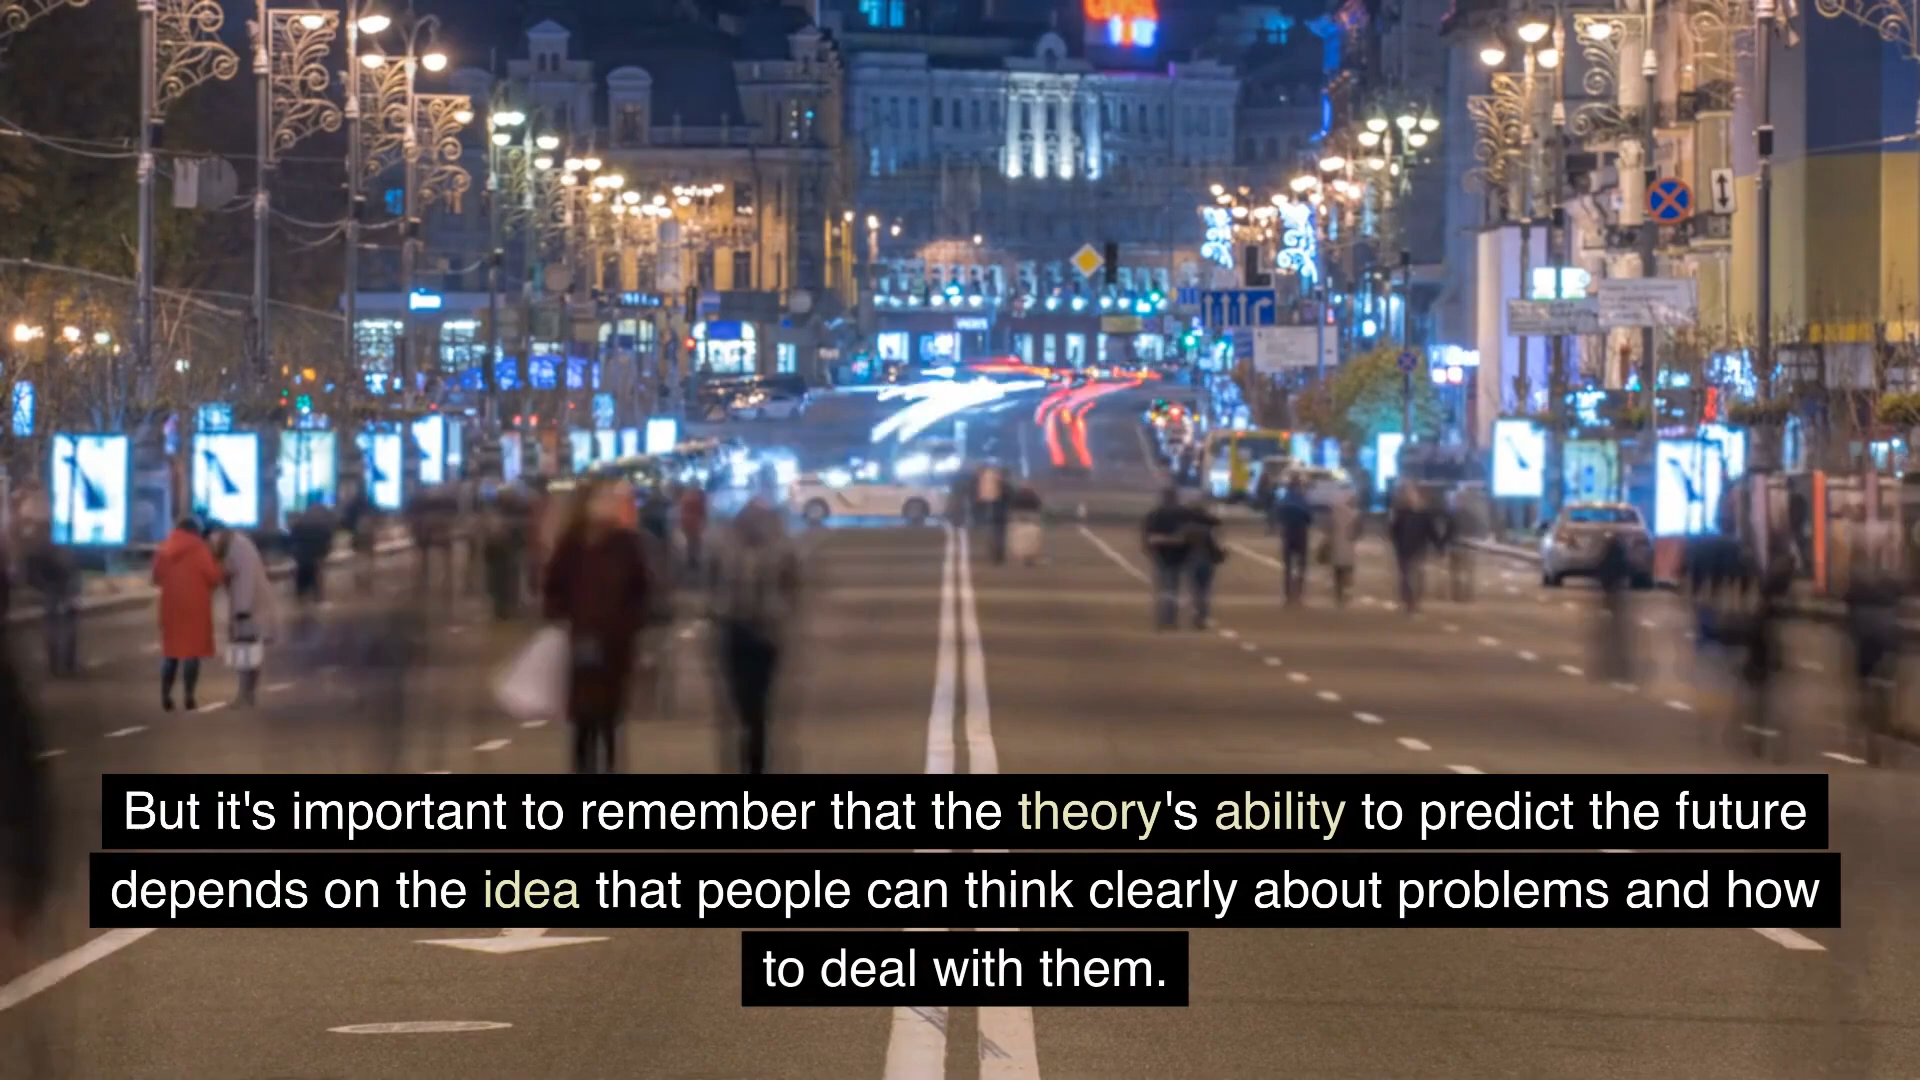 But it's important to remember that the theory's ability to predict the future
depends on the idea that people can think clearly about problems and how
to deal with them.